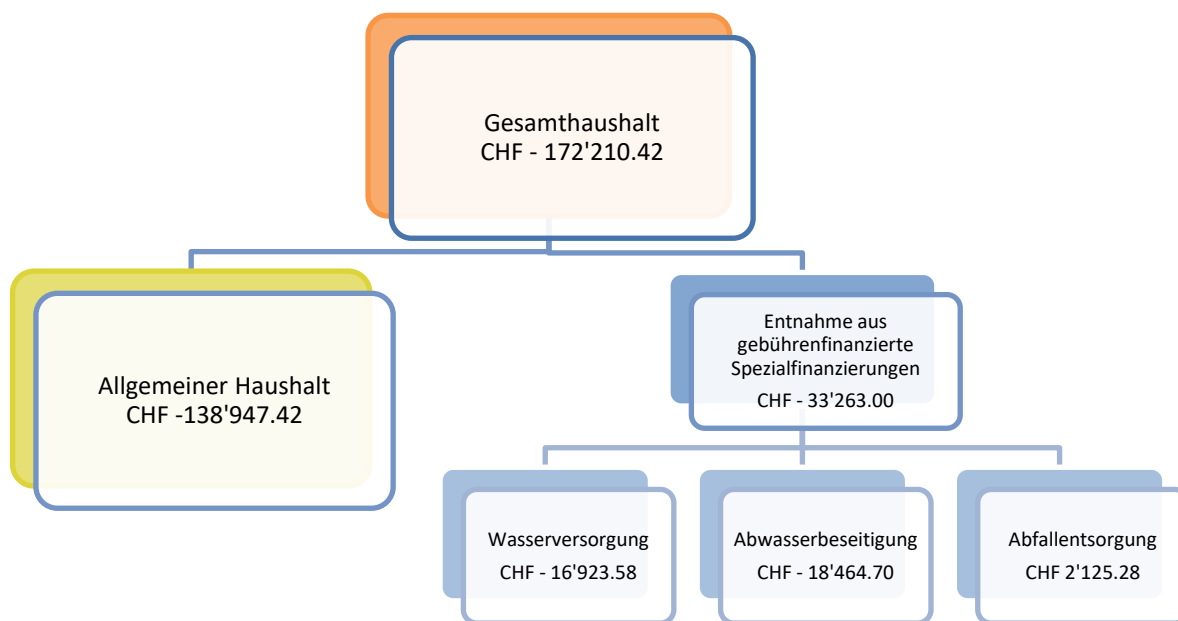 Gesamthaushalt
CHF - 172'210.42
Allgemeiner Haushalt
CHF -138'947.42
Entnahme aus
gebührenfinanzierte
Spezialfinanzierungen
CHF - 33'263.00
Wasserversorgung
CHF - 16'923.58
Abwasserbeseitigung
CHF - 18'464.70
Abfallentsorgung
CHF 2'125.28